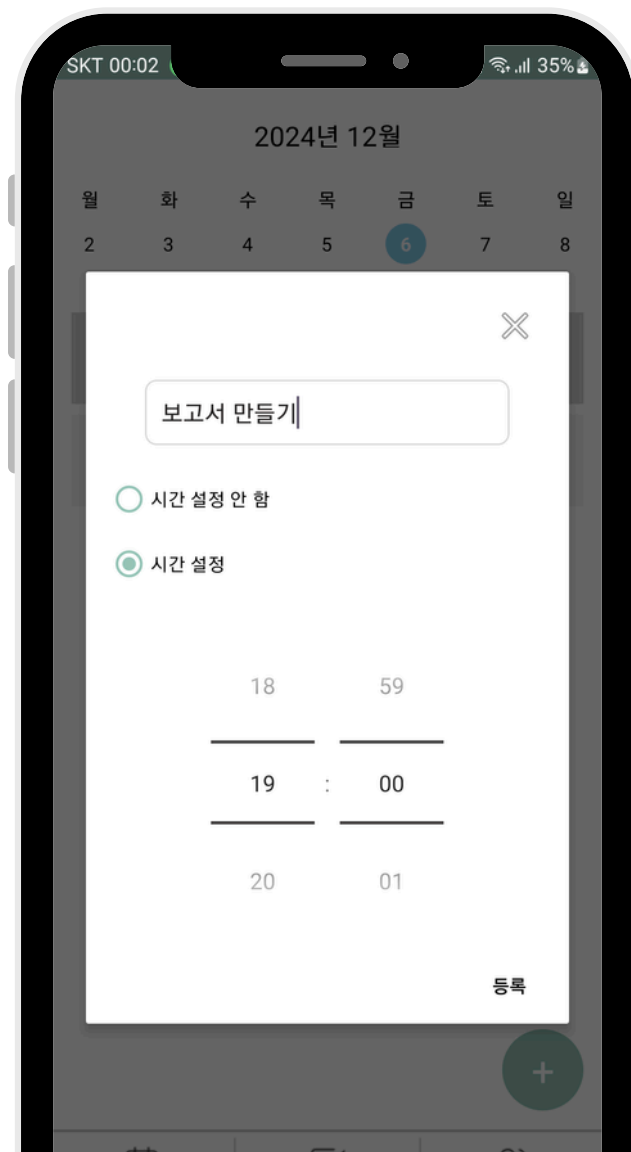 SKT 00:02
35%
2024년 12월
월 화 수 목 금 토 일
2 3 4 5 6 7 8
보고서 만들기
시간 설정 안 함
시간 설정
18 59
19 : 00
20 01
등록
+